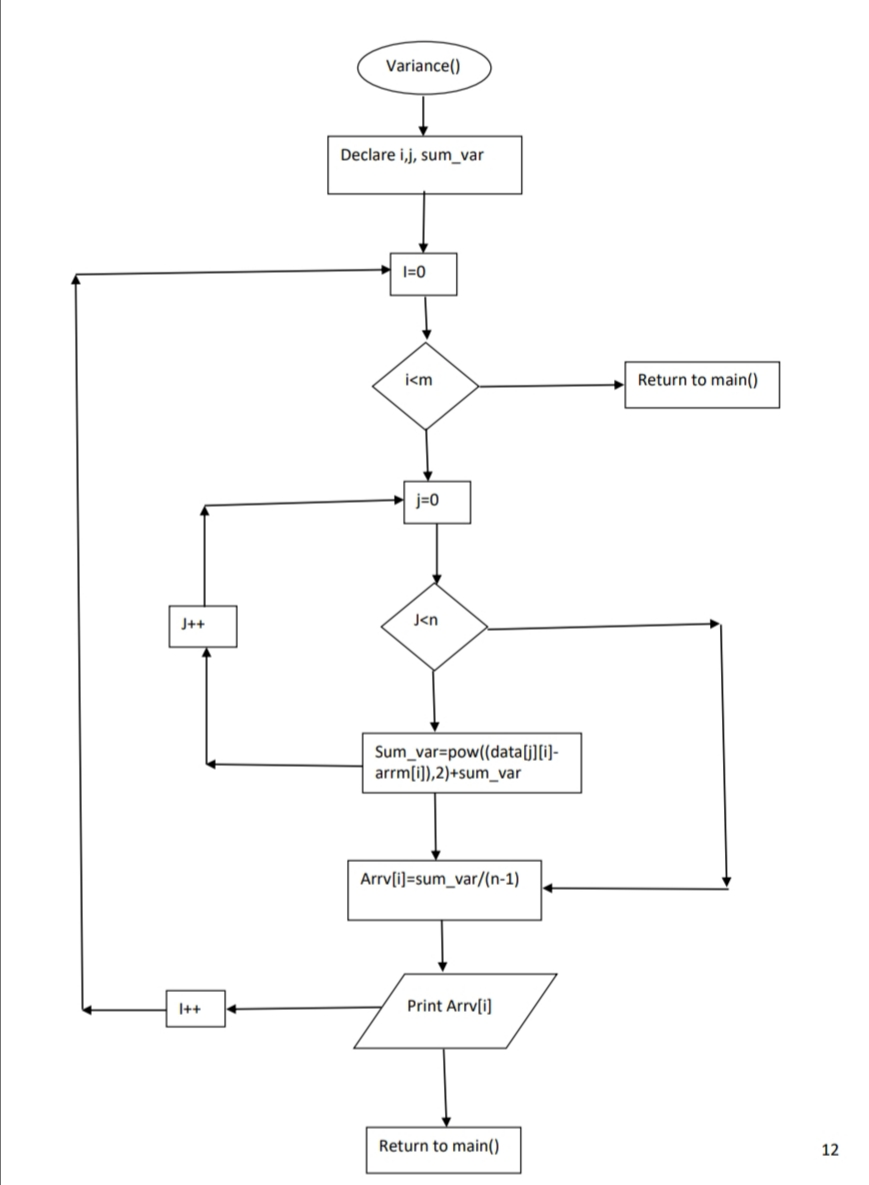 Variance()
Declare i,j, sum_var
I=0
i<m
Return to main()
j=0
J++
J<n
Sum_var=pow((data[j][i]-
arrm[i]),2)+sum_var
Arrv[i]=sum_var/(n-1)
I++
Print Arrv[i]
Return to main()
12